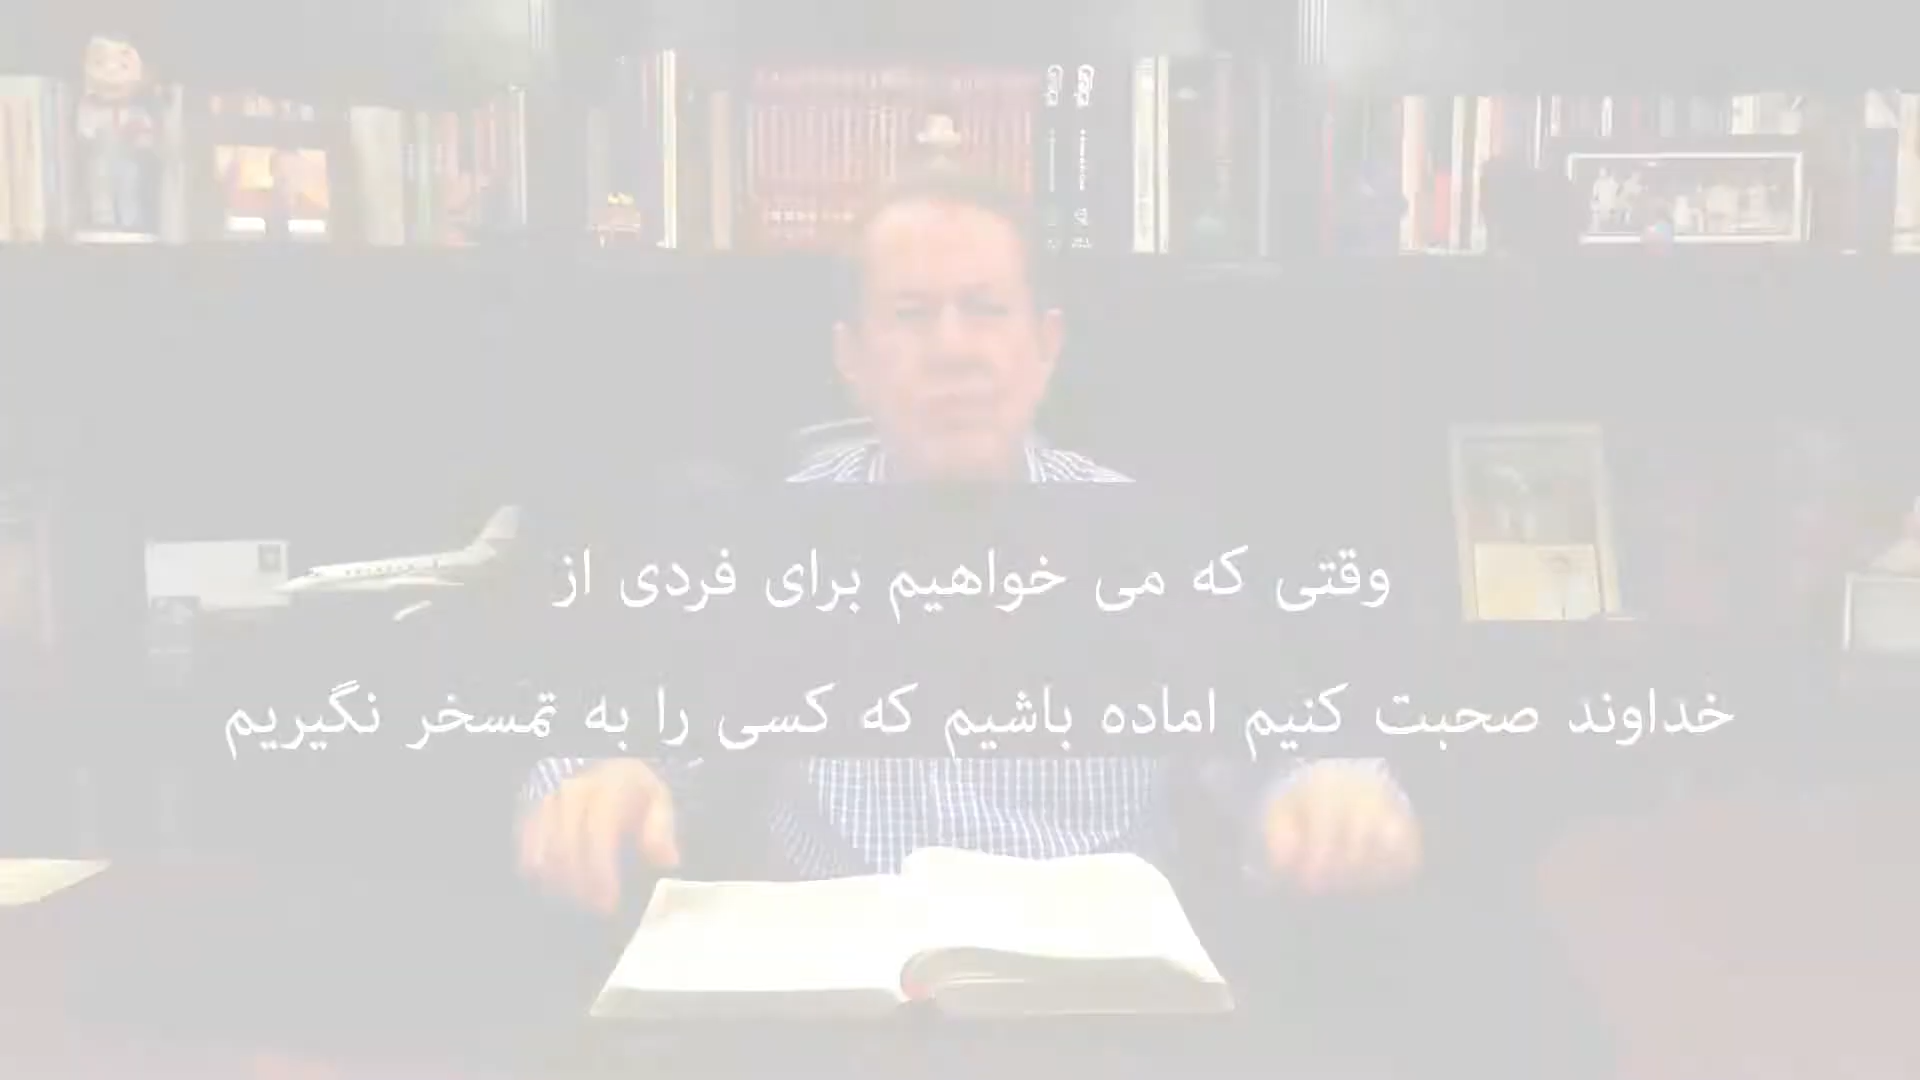 وقتی که می خواهیم برای فردی از
خداوند صحبت کنیم اماده باشیم که کسی را به تمسخر نگیریم